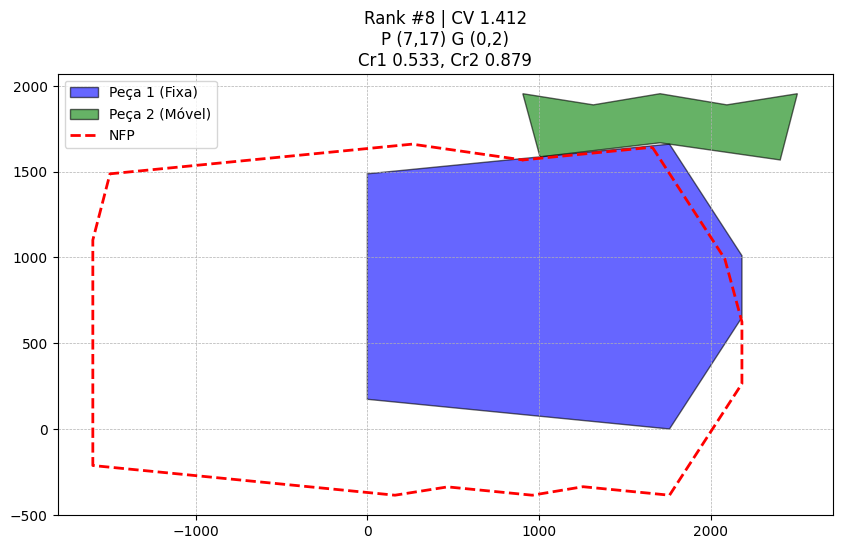 Rank #8 | CV 1.412
P (7,17) G (0,2)
Cr1 0.533, Cr2 0.879
Peça 1 (Fixa)
Peça 2 (Móvel)
NFP
2000
1500
1000
500
0
−500
−1000
0
1000
2000